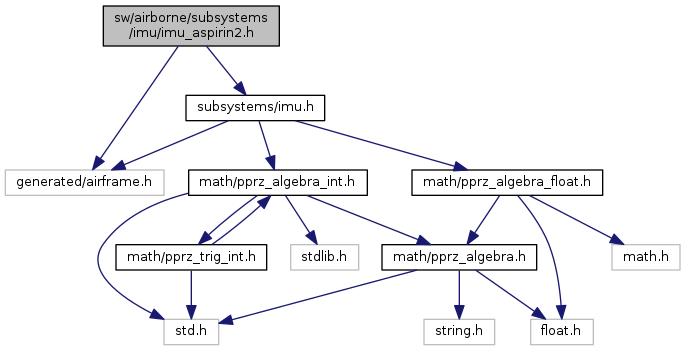 sw/airborne/subsystems
/imu/imu_aspirin2.h
subsystems/imu.h
generated/airframe.h
math/pprz_algebra_int.h
math/pprz_algebra_float.h
math/pprz_trig_int.h
stdlib.h
math/pprz_algebra.h
math.h
std.h
string.h
float.h